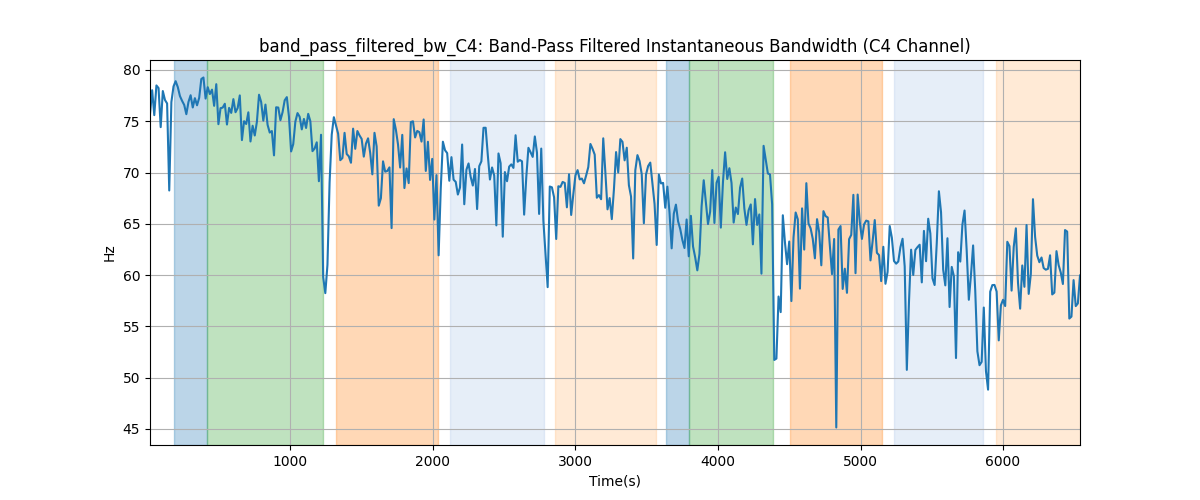 band_pass_filtered_bw_C4: Band-Pass Filtered Instantaneous Bandwidth (C4 Channel)
80
75
70
65
60
55
50
45
Hz
1000 2000 3000 4000 5000 6000
Time(s)